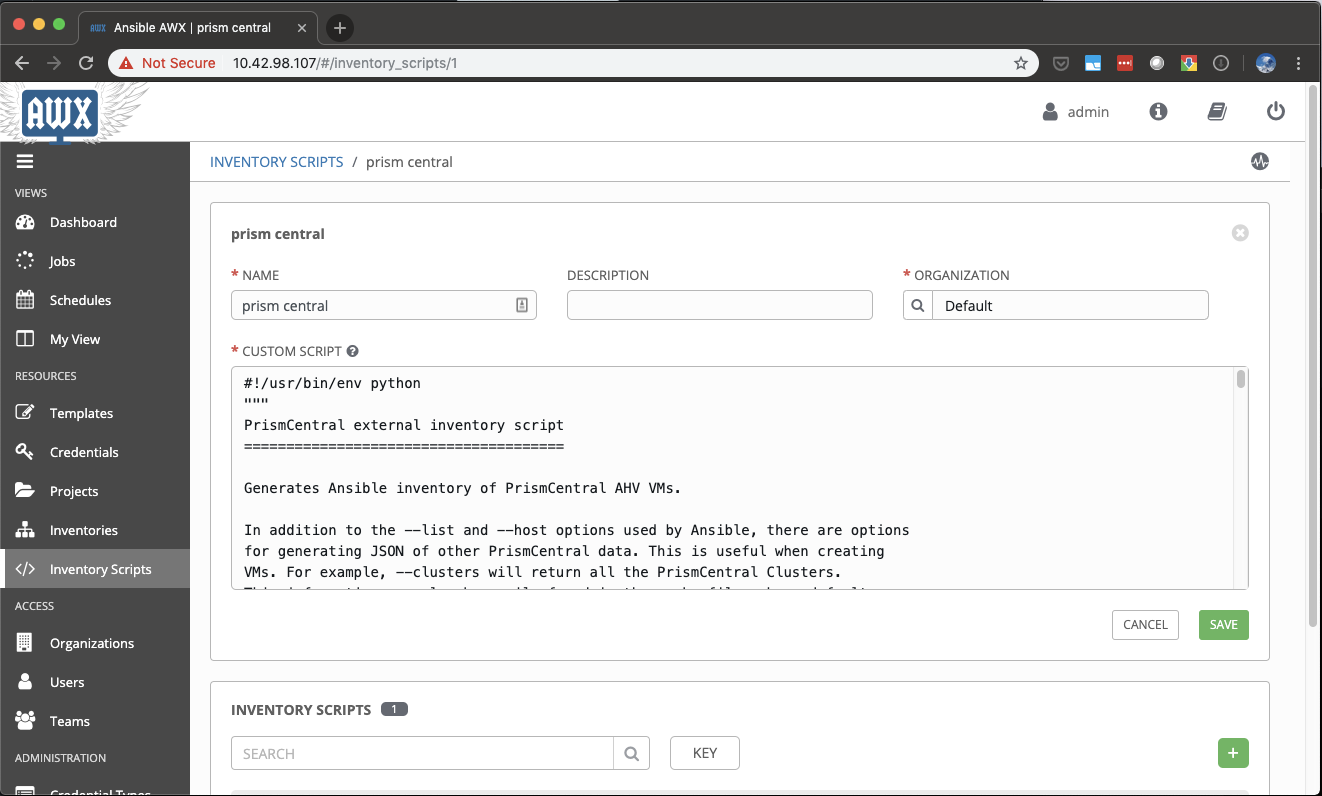 AWX Ansible AWX | prism central
Not Secure 10.42.98.107/#/inventory_scripts/1
AWX
admin
INVENTORY SCRIPTS / prism central
VIEWS
Dashboard
Jobs
Schedules
My View
RESOURCES
Templates
Credentials
Projects
Inventories
Inventory Scripts
ACCESS
Organizations
Users
Teams
ADMINISTRATION
Credential Types
prism central
* NAME
prism central
DESCRIPTION
* ORGANIZATION
Default
* CUSTOM SCRIPT ?
#!/usr/bin/env python
"""
PrismCentral external inventory script
======================================
Generates Ansible inventory of PrismCentral AHV VMs.
In addition to the --list and --host options used by Ansible, there are options
for generating JSON of other PrismCentral data. This is useful when creating
VMs. For example, --clusters will return all the PrismCentral Clusters.
CANCEL
SAVE
INVENTORY SCRIPTS 1
SEARCH
KEY
+